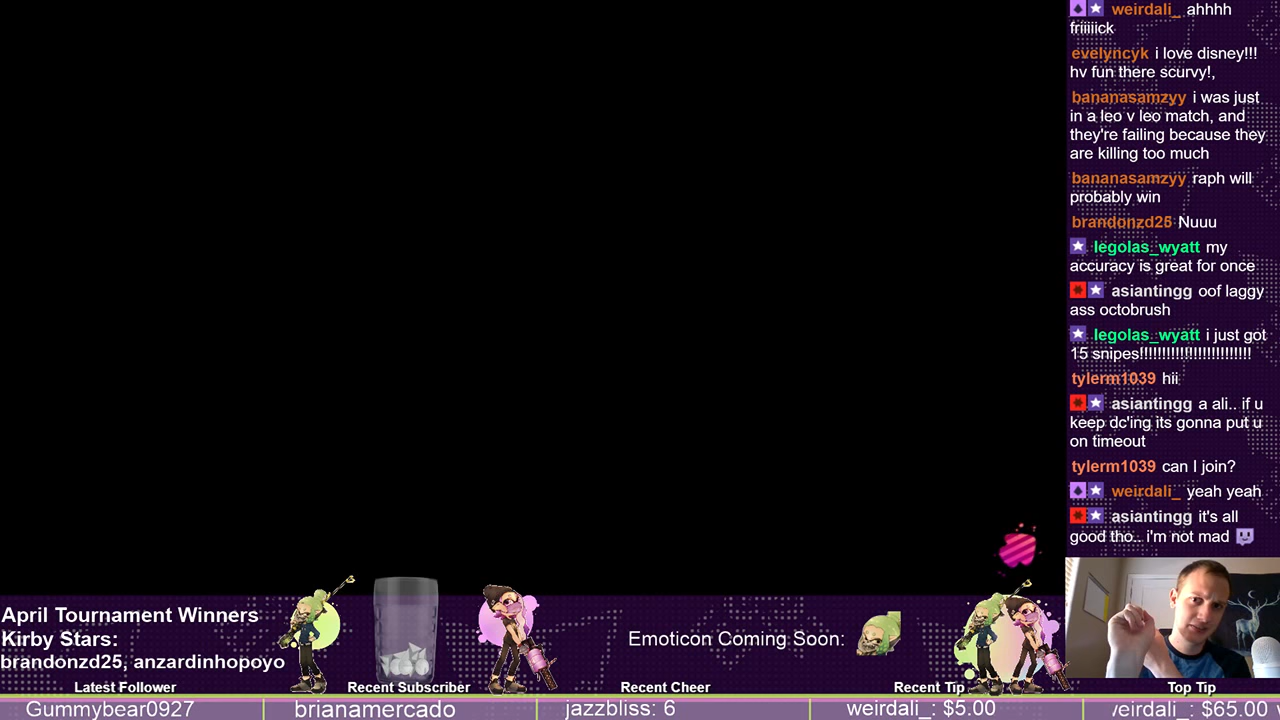 weirdali_ ahhhh
friiiiick
evelyncyk i love disney!!!
hv fun there scurvy!,
bananasamzyy i was just
in a leo v leo match, and
they're failing because they
are killing too much
bananasamzyy raph will
probably win
brandonzd25 Nuuu
legolas_wyatt my
accuracy is great for once
asiantingg oof laggy
ass octobrush
legolas_wyatt i just got
15 snipes!!!!!!!!!!!!!!!!!!!!!!!!!
tylerm1039 hii
asiantingg a ali.. if u
keep dc'ing its gonna put u
on timeout
tylerm1039 can I join?
weirdali_ yeah yeah
asiantingg it's all
good tho.. i'm not mad
April Tournament Winners
Kirby Stars:
brandonzd25, anzardinhopoyo
Emoticon Coming Soon:
Latest Follower
Recent Subscriber
Recent Cheer
Recent Tip
Top Tip
Gummybear0927
brianamercado
jazzbliss: 6
weirdali_: $5.00
eirdali_: $65.00